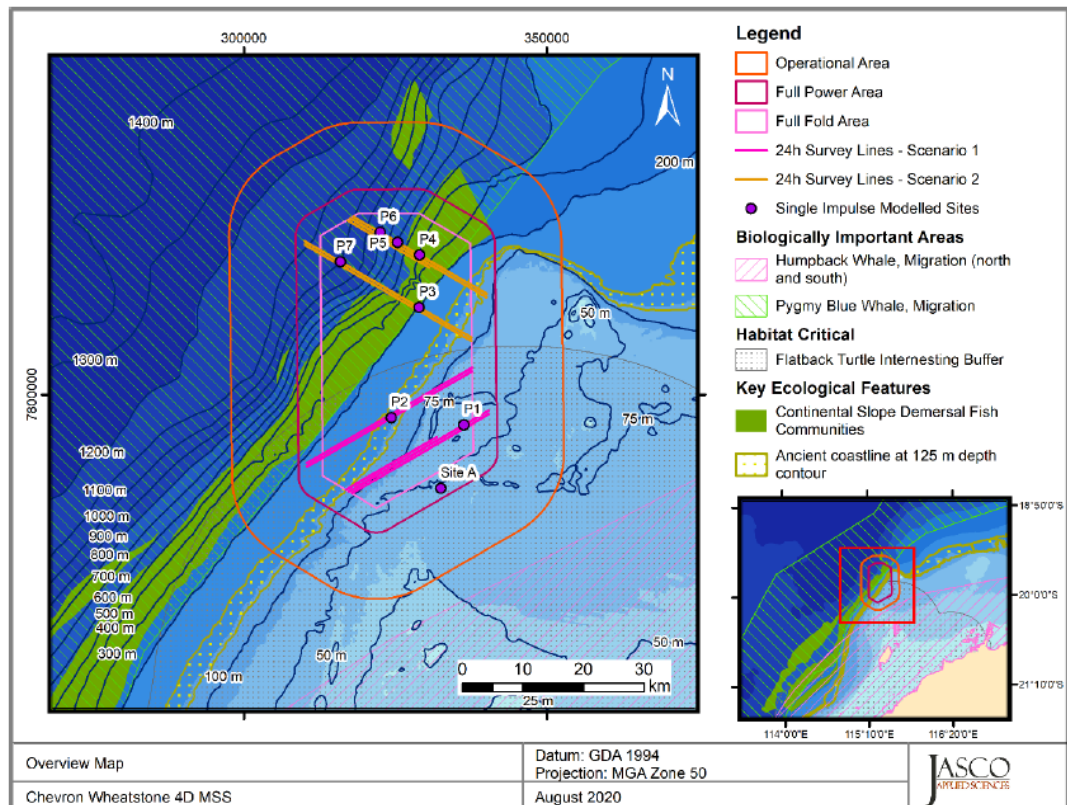 300000
350000
1400 m
N
200 m
P6
P5
P4
P7
P3
50 m
1300 m
7800000
P2
75 m
P1
75 m
1200 m
Site A
1100 m
1000 m
900 m
800 m
700 m
600 m
500 m
400 m
300 m
50 m
50 m
100 m
0 10 20 30
km
25 m
Legend
Operational Area
Full Power Area
Full Fold Area
24h Survey Lines - Scenario 1
24h Survey Lines - Scenario 2
Single Impulse Modelled Sites
Biologically Important Areas
Humpback Whale, Migration (north
and south)
Pygmy Blue Whale, Migration
Habitat Critical
Flatback Turtle Internesting Buffer
Key Ecological Features
Continental Slope Demersal Fish
Communities
Ancient coastline at 125 m depth
contour
18°50'0"S
20°0'0"S
21°10'0"S
114°0'0"E
115°10'0"E
116°20'0"E
Overview Map
Datum: GDA 1994
Projection: MGA Zone 50
Chevron Wheatstone 4D MSS
August 2020
JASCO
APPLIED SCIENCES